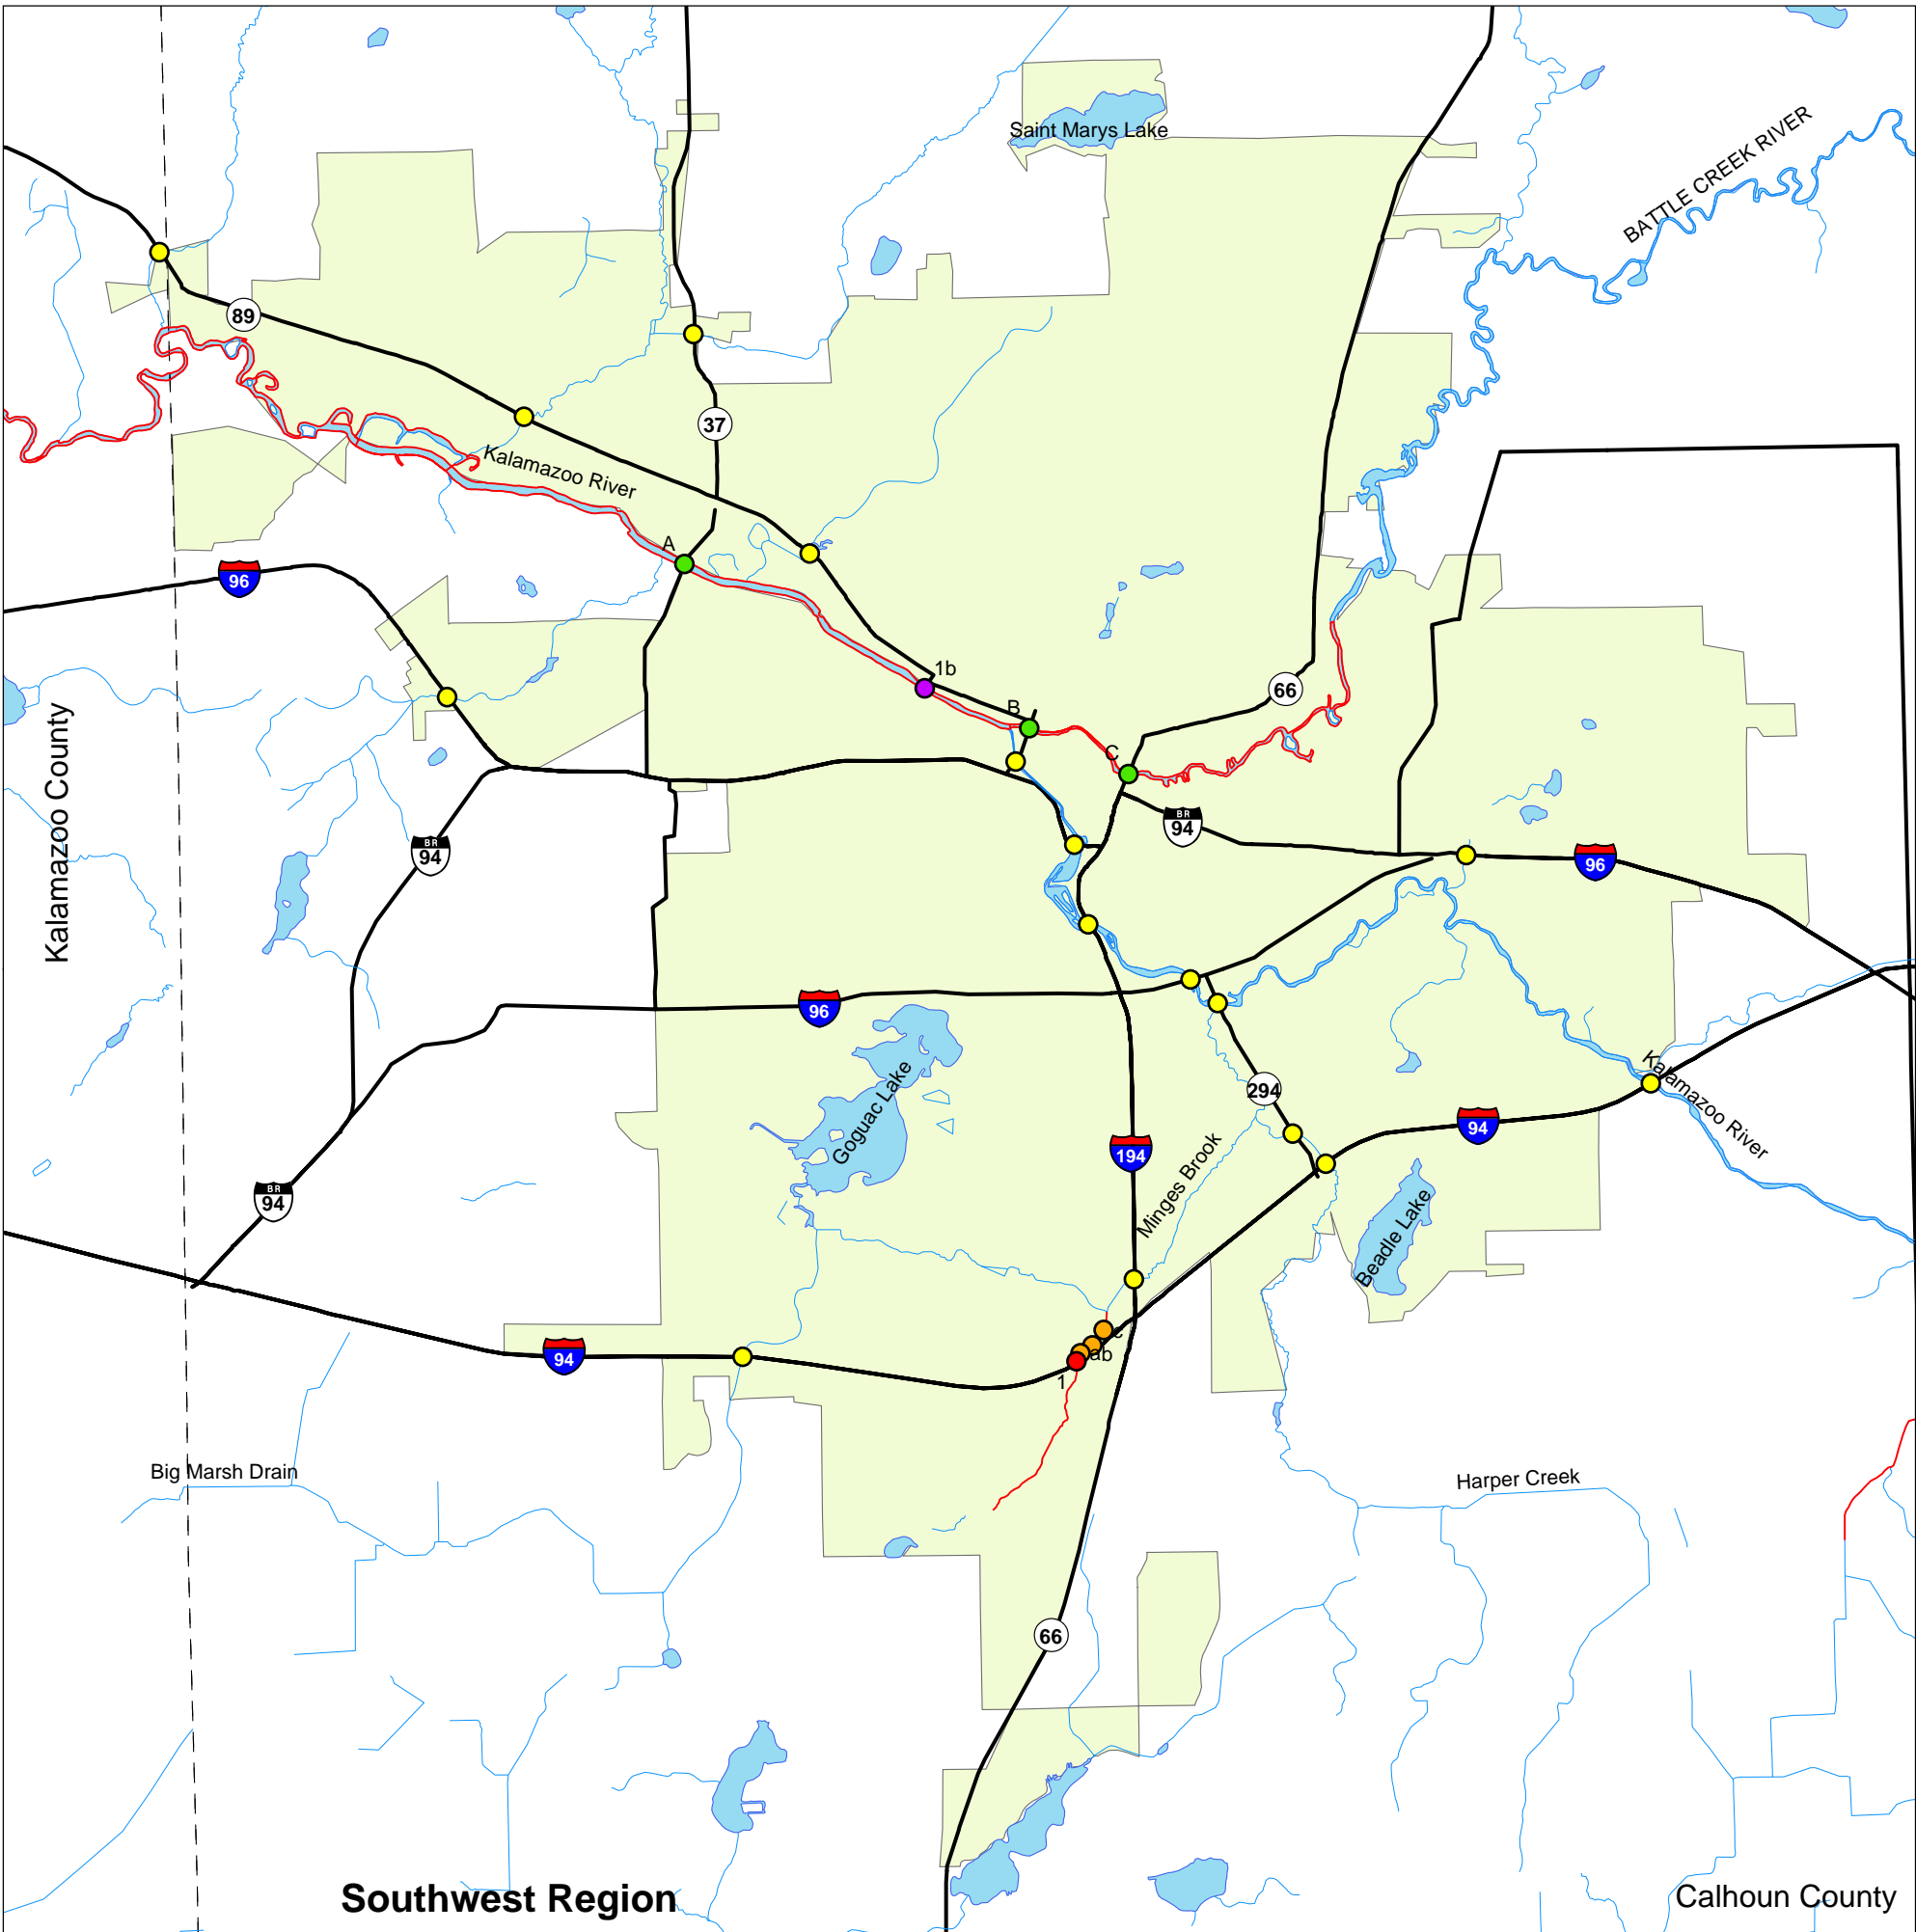 Saint Marys Lake
BATTLE CREEK RIVER
89
37
Kalamazoo River
A
96
1b
66
B
C
Kalamazoo County
BR
94
BR
94
96
96
Goguac Lake
Kalamazoo River
294
94
194
Minges Brook
BR
94
Beadle Lake
c
ab
94
1
Big Marsh Drain
Harper Creek
66
Southwest Region
Calhoun County